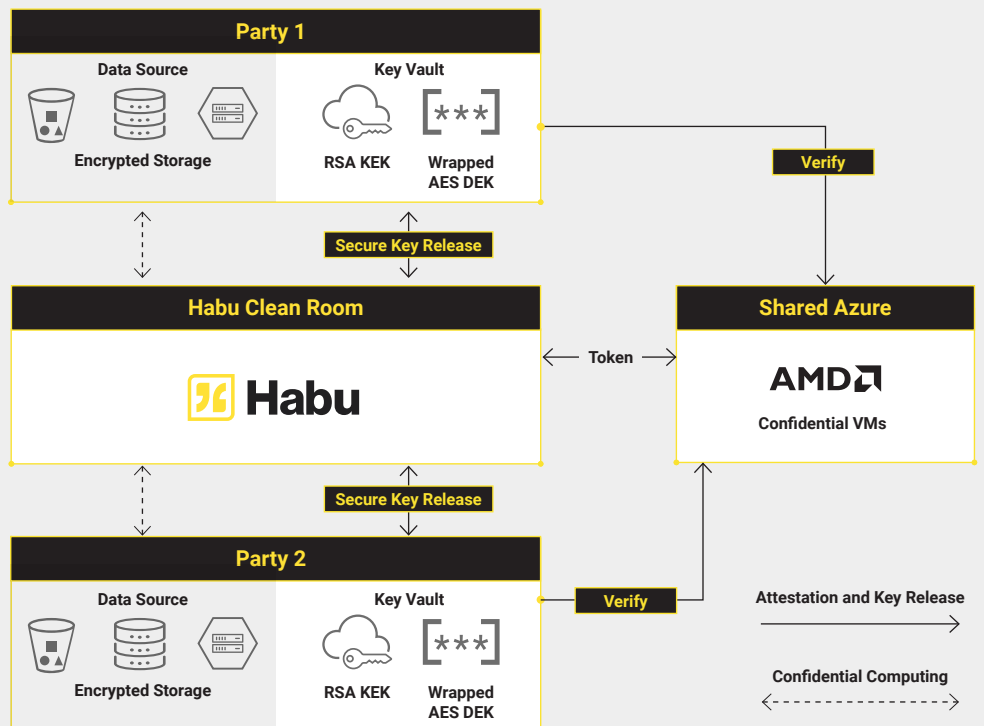 Party 1
Data Source
Key Vault
[***]
Encrypted Storage
RSA KEK
Wrapped
AES DEK
Verify
Secure Key Release
Habu Clean Room
Shared Azure
Habu
Token
AMD
Confidential VMs
Secure Key Release
Party 2
Data Source
Key Vault
[***]
Encrypted Storage
RSA KEK
Wrapped
AES DEK
Verify
Attestation and Key Release
Confidential Computing